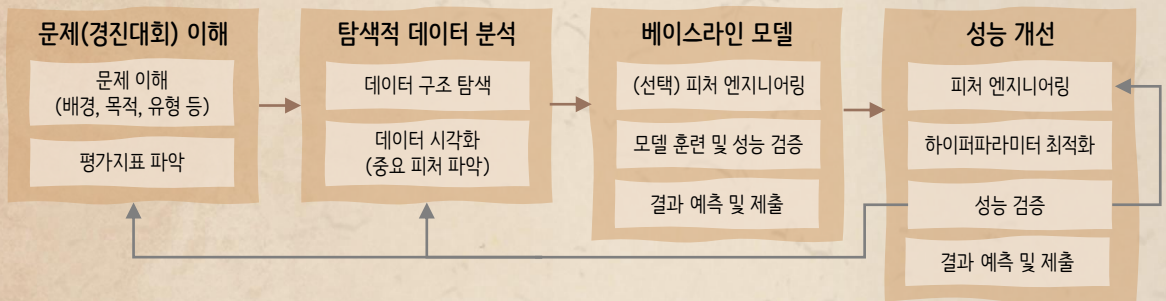 문제(경진대회) 이해
문제 이해
(배경, 목적, 유형 등)
평가지표 파악
탐색적 데이터 분석
데이터 구조 탐색
데이터 시각화
(중요 피처 파악)
베이스라인 모델
(선택) 피처 엔지니어링
모델 훈련 및 성능 검증
결과 예측 및 제출
성능 개선
피처 엔지니어링
하이퍼파라미터 최적화
성능 검증
결과 예측 및 제출